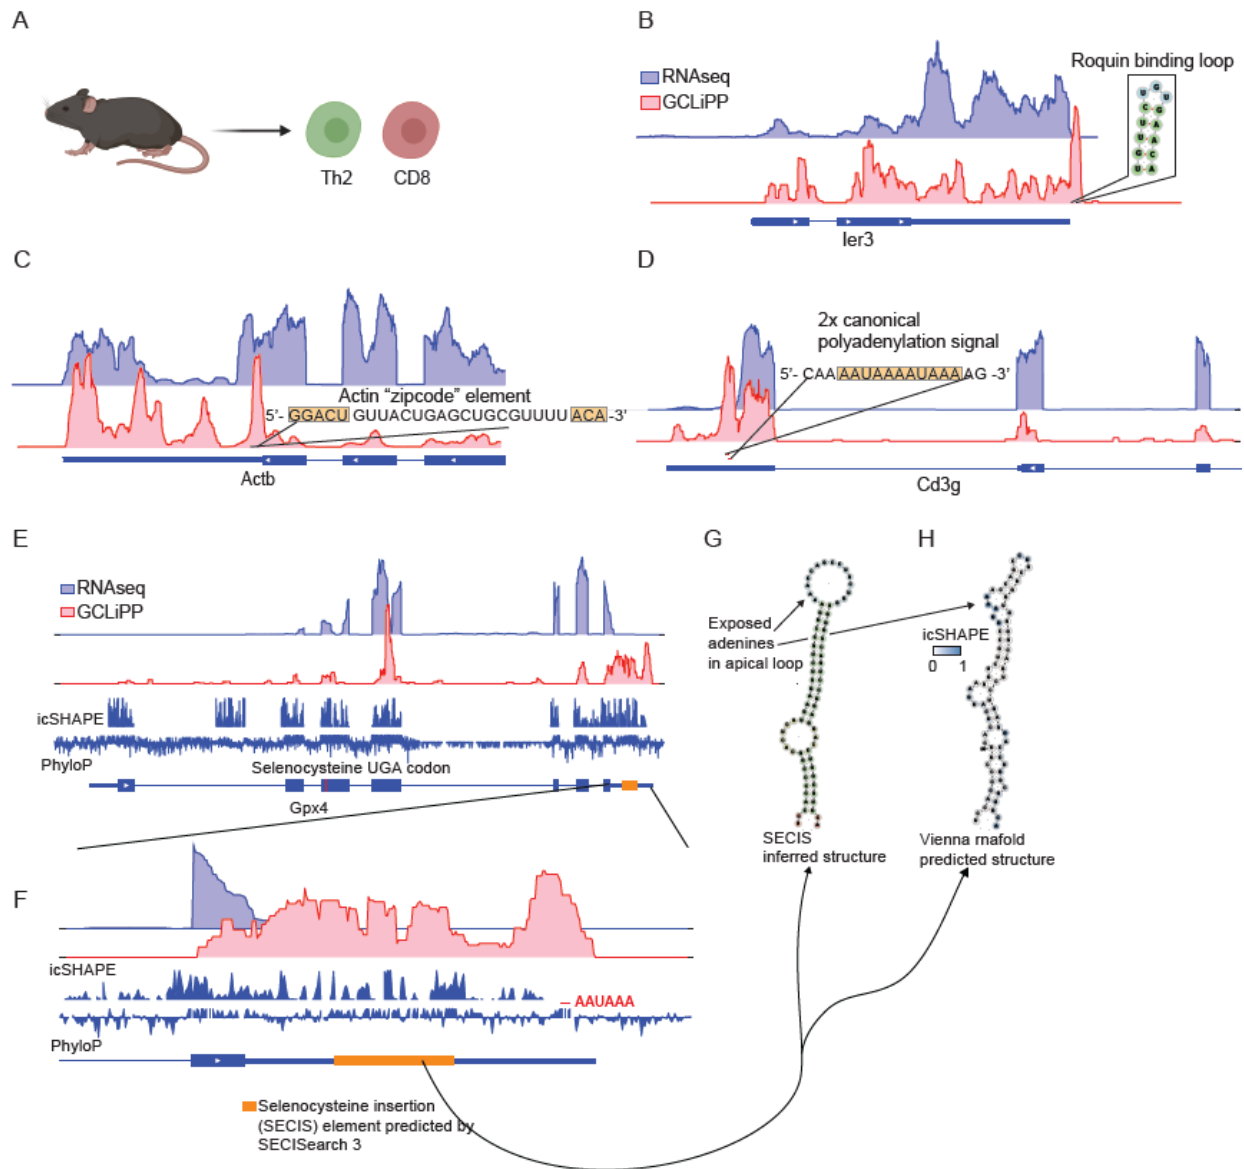 A
Th2
CD8
B
RNAseq
GCLiPP
Roquin binding loop
U G U
C G
U A
U A
G C
U A
Ier3
C
Actin “zipcode” element
5'- GGACU GUUACUGAGCUGCGUUUU ACA -3'
Actb
D
2x canonical
polyadenylation signal
5'- CAA AAUAAAAUAAA AG -3'
Cd3g
E
RNAseq
GCLiPP
icSHAPE
PhyloP
Selenocysteine UGA codon
Gpx4
F
icSHAPE
AAUAAA
PhyloP
Selenocysteine insertion
(SECIS) element predicted by
SECISearch 3
G
Exposed
adenines
in apical loop
SECIS
inferred structure
H
icSHAPE
0 1
Vienna rnafold
predicted structure